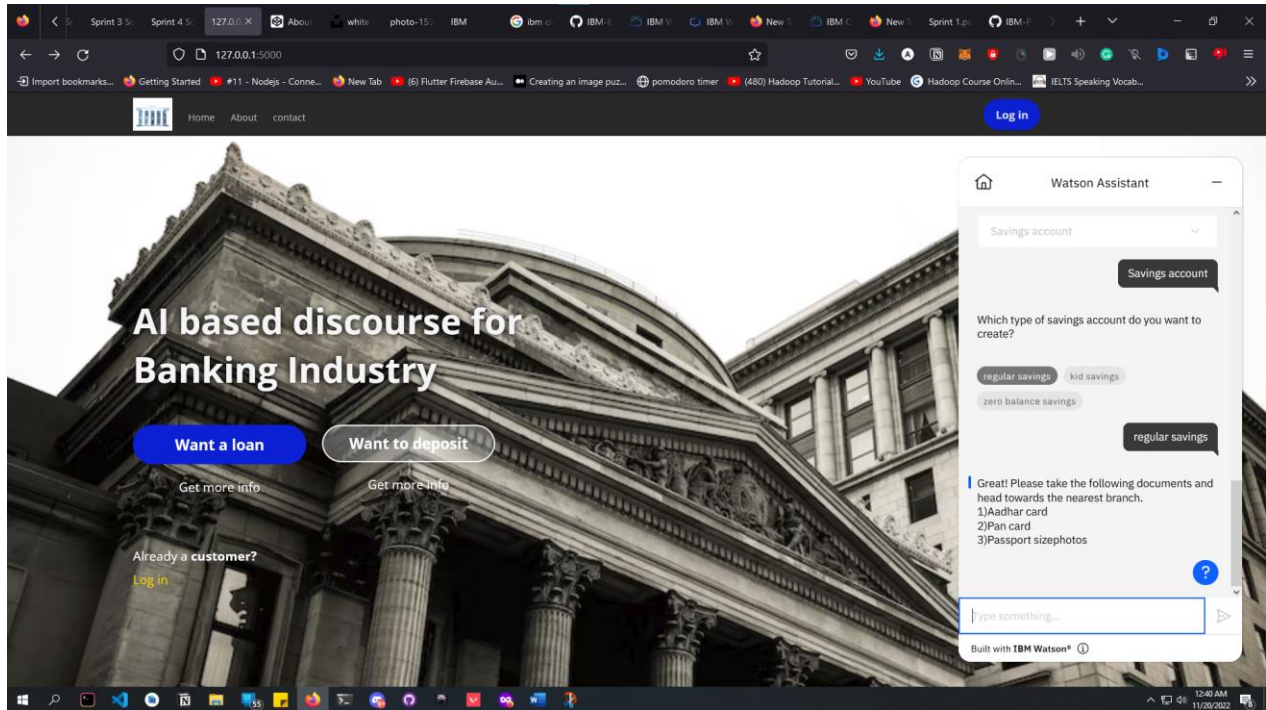 Sprint 3 Sc
Sprint 4 Sc
127.0.0
About
white
photo-15
IBM
ibm c
IBM-E
IBM W
IBM W
New T
IBM C
New T
Sprint 1.p
127.0.0.1:5000
Import bookmarks... Getting Started #11 - Nodejs - Conne... New Tab (6) Flutter Firebase Au... Creating an image puz... pomodoro timer (480) Hadoop Tutorial... YouTube Hadoop Course Onlin... IELTS Speaking Vocab...
Home About contact
Log in
AI based discourse for
Banking Industry
Want a loan
Want to deposit
Get more info
Get more info
Already a customer?
Log in
Watson Assistant
Savings account
Savings account
Which type of savings account do you want to
create?
regular savings
kid savings
zero balance savings
regular savings
Great! Please take the following documents and
head towards the nearest branch.
1)Aadhar card
2)Pan card
3)Passport sizephotos
?
Type something...
Built with IBM Watson®
55
12:40 AM
11/20/2022